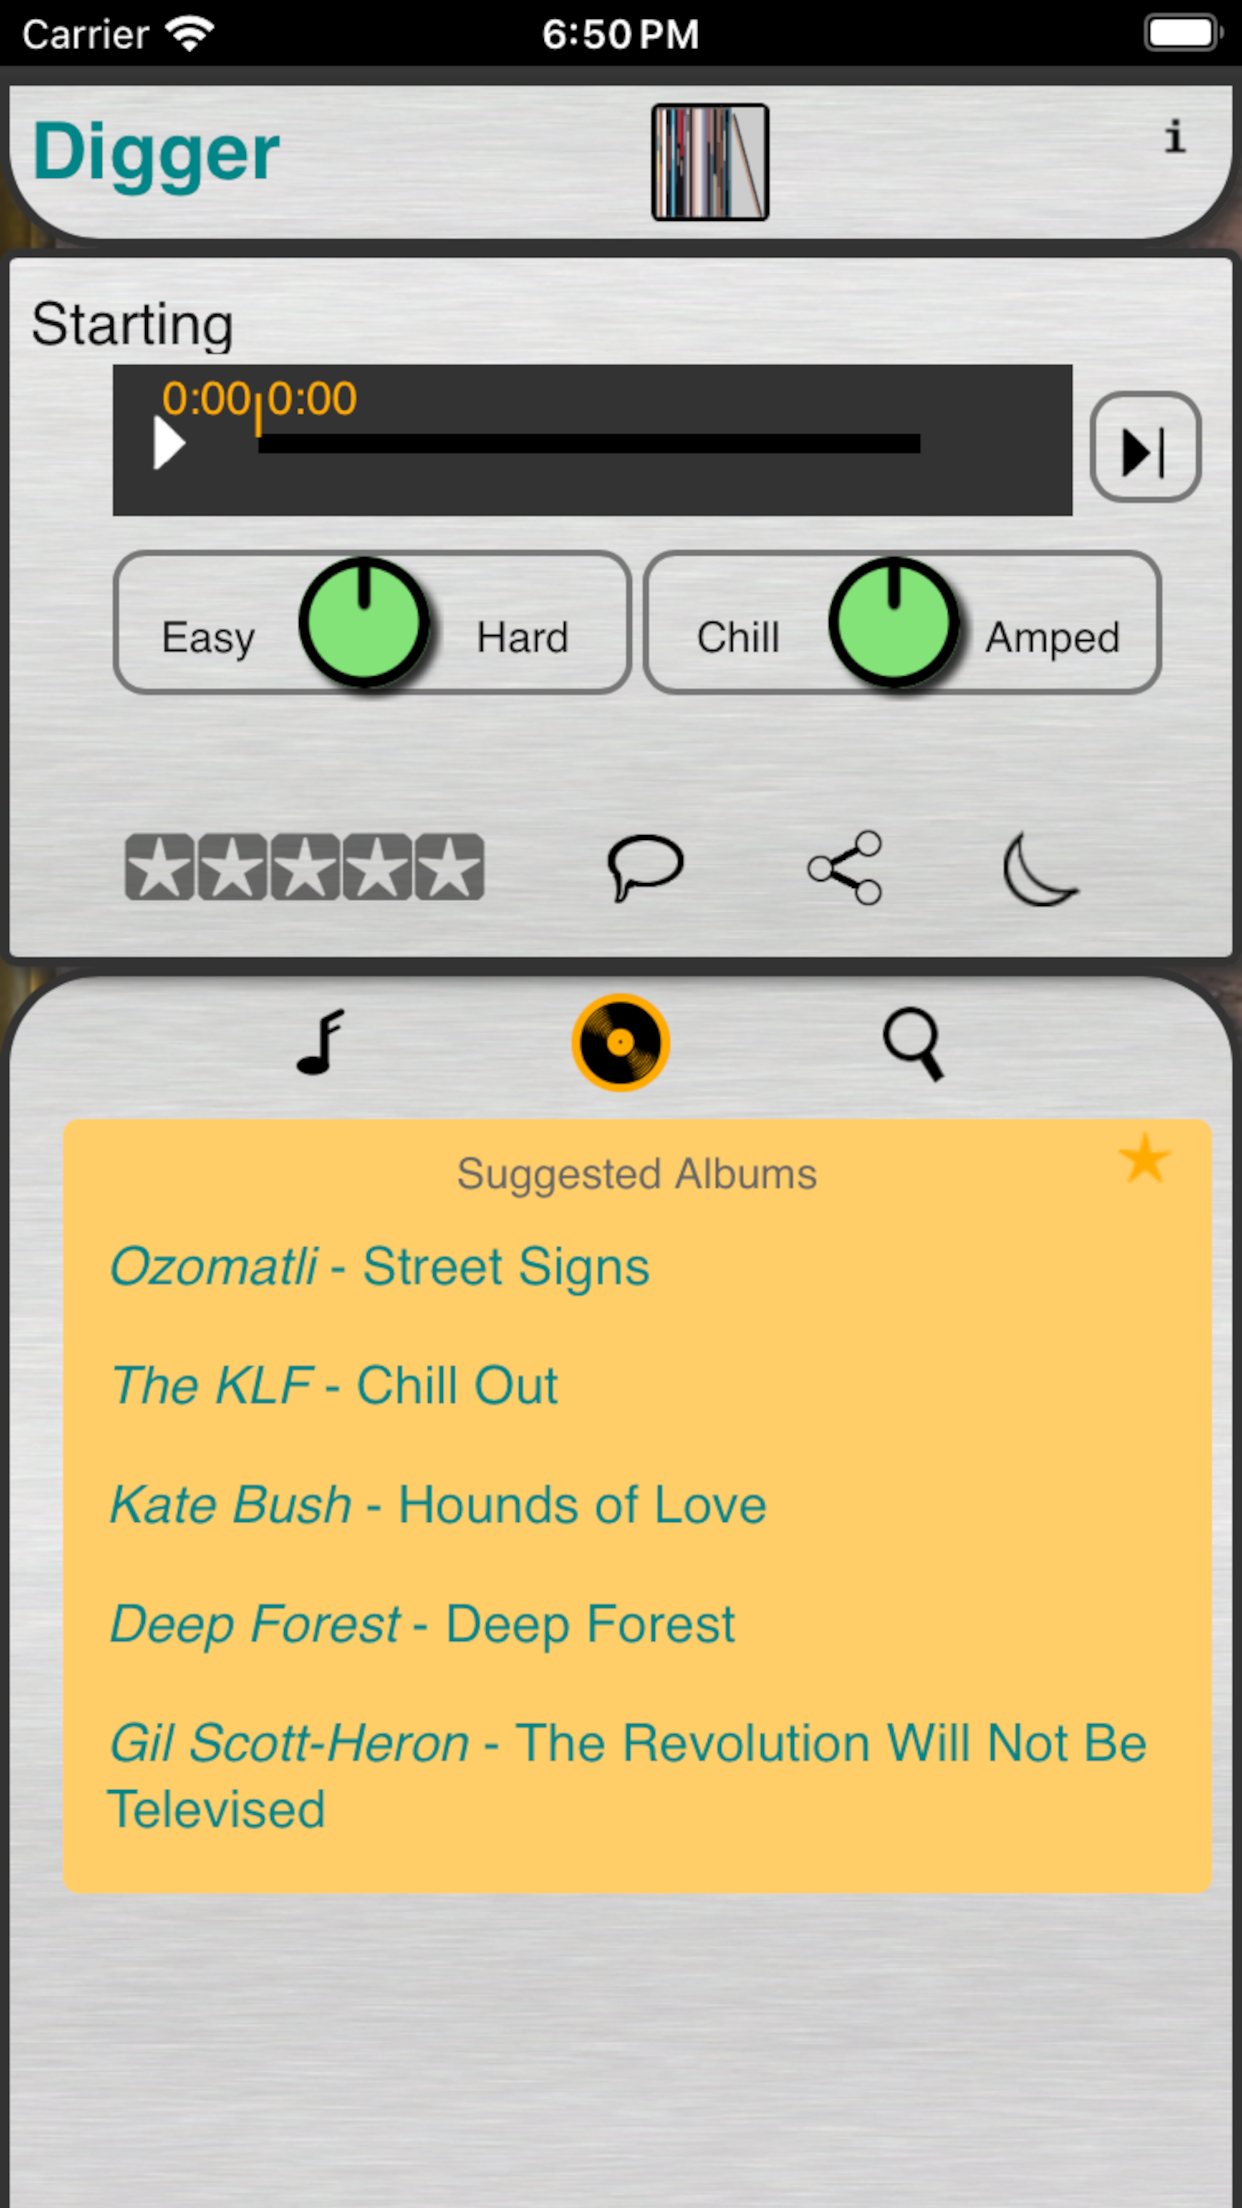 Carrier 6:50 PM
Digger i
Starting
0:00 0:00
Easy Hard Chill Amped
Suggested Albums
Ozomatli - Street Signs
The KLF - Chill Out
Kate Bush - Hounds of Love
Deep Forest - Deep Forest
Gil Scott-Heron - The Revolution Will Not Be
Televised